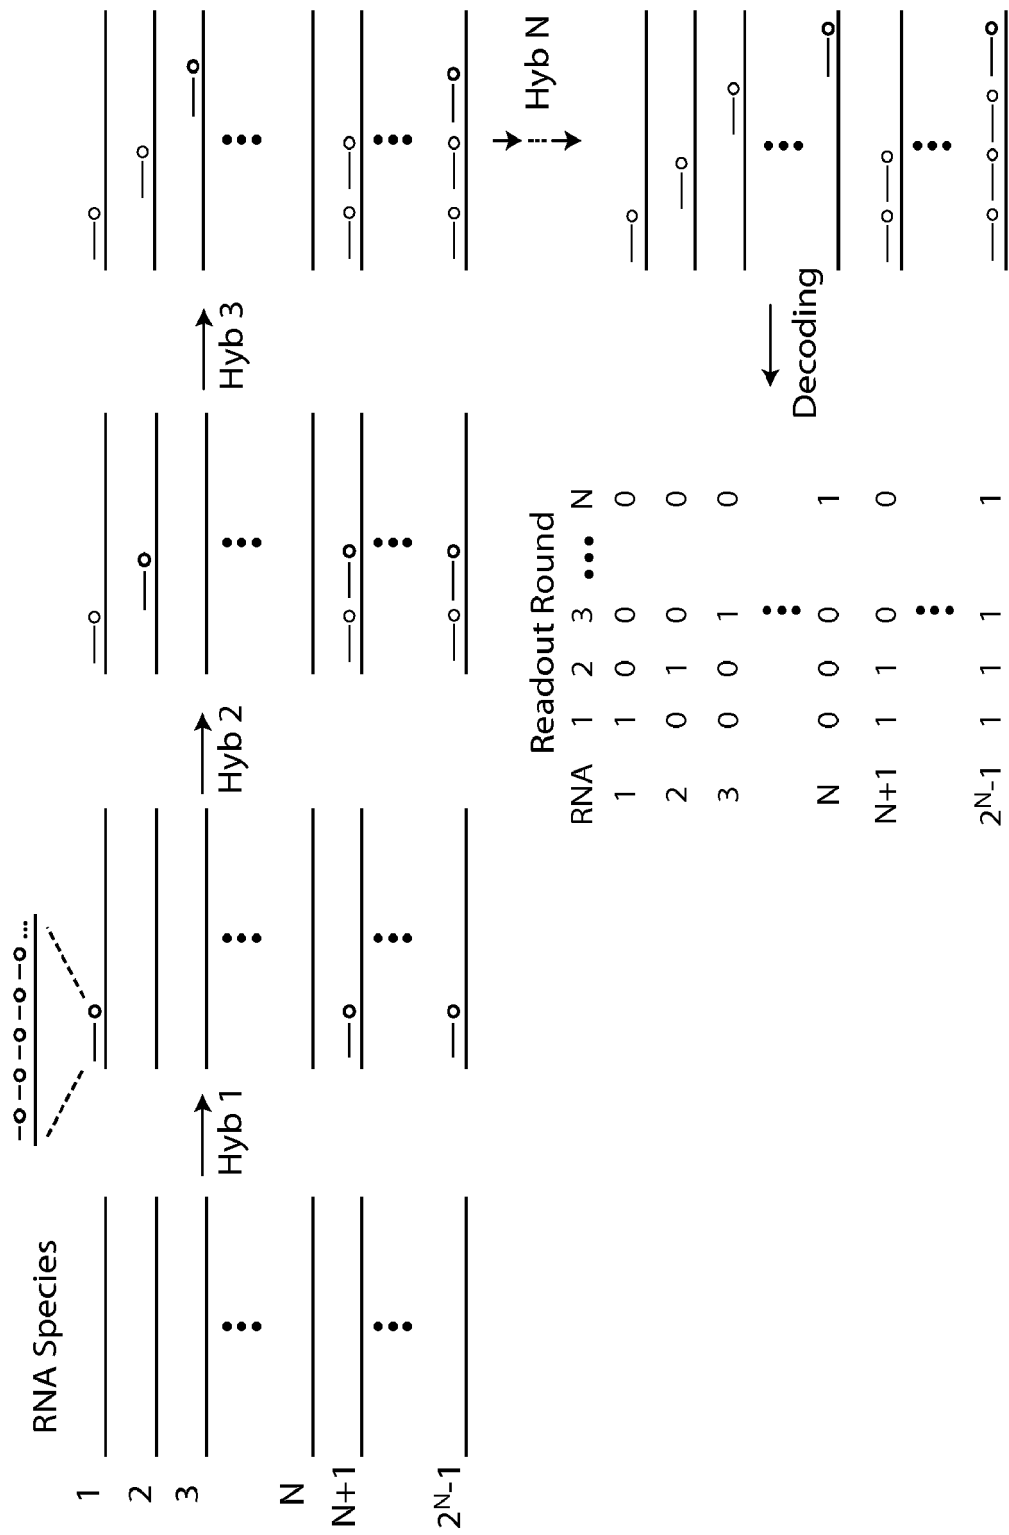 RNA Species
1
2
3
N
N+1
2^N-1
Hyb 1
Hyb 2
Hyb 3
Hyb N
Decoding
Readout Round
RNA 1 2 3 ••• N
1 1 0 0 0
2 0 1 0 0
3 0 0 1 0
N 0 0 0 1
N+1 1 1 0 0
2^N-1 1 1 1 1